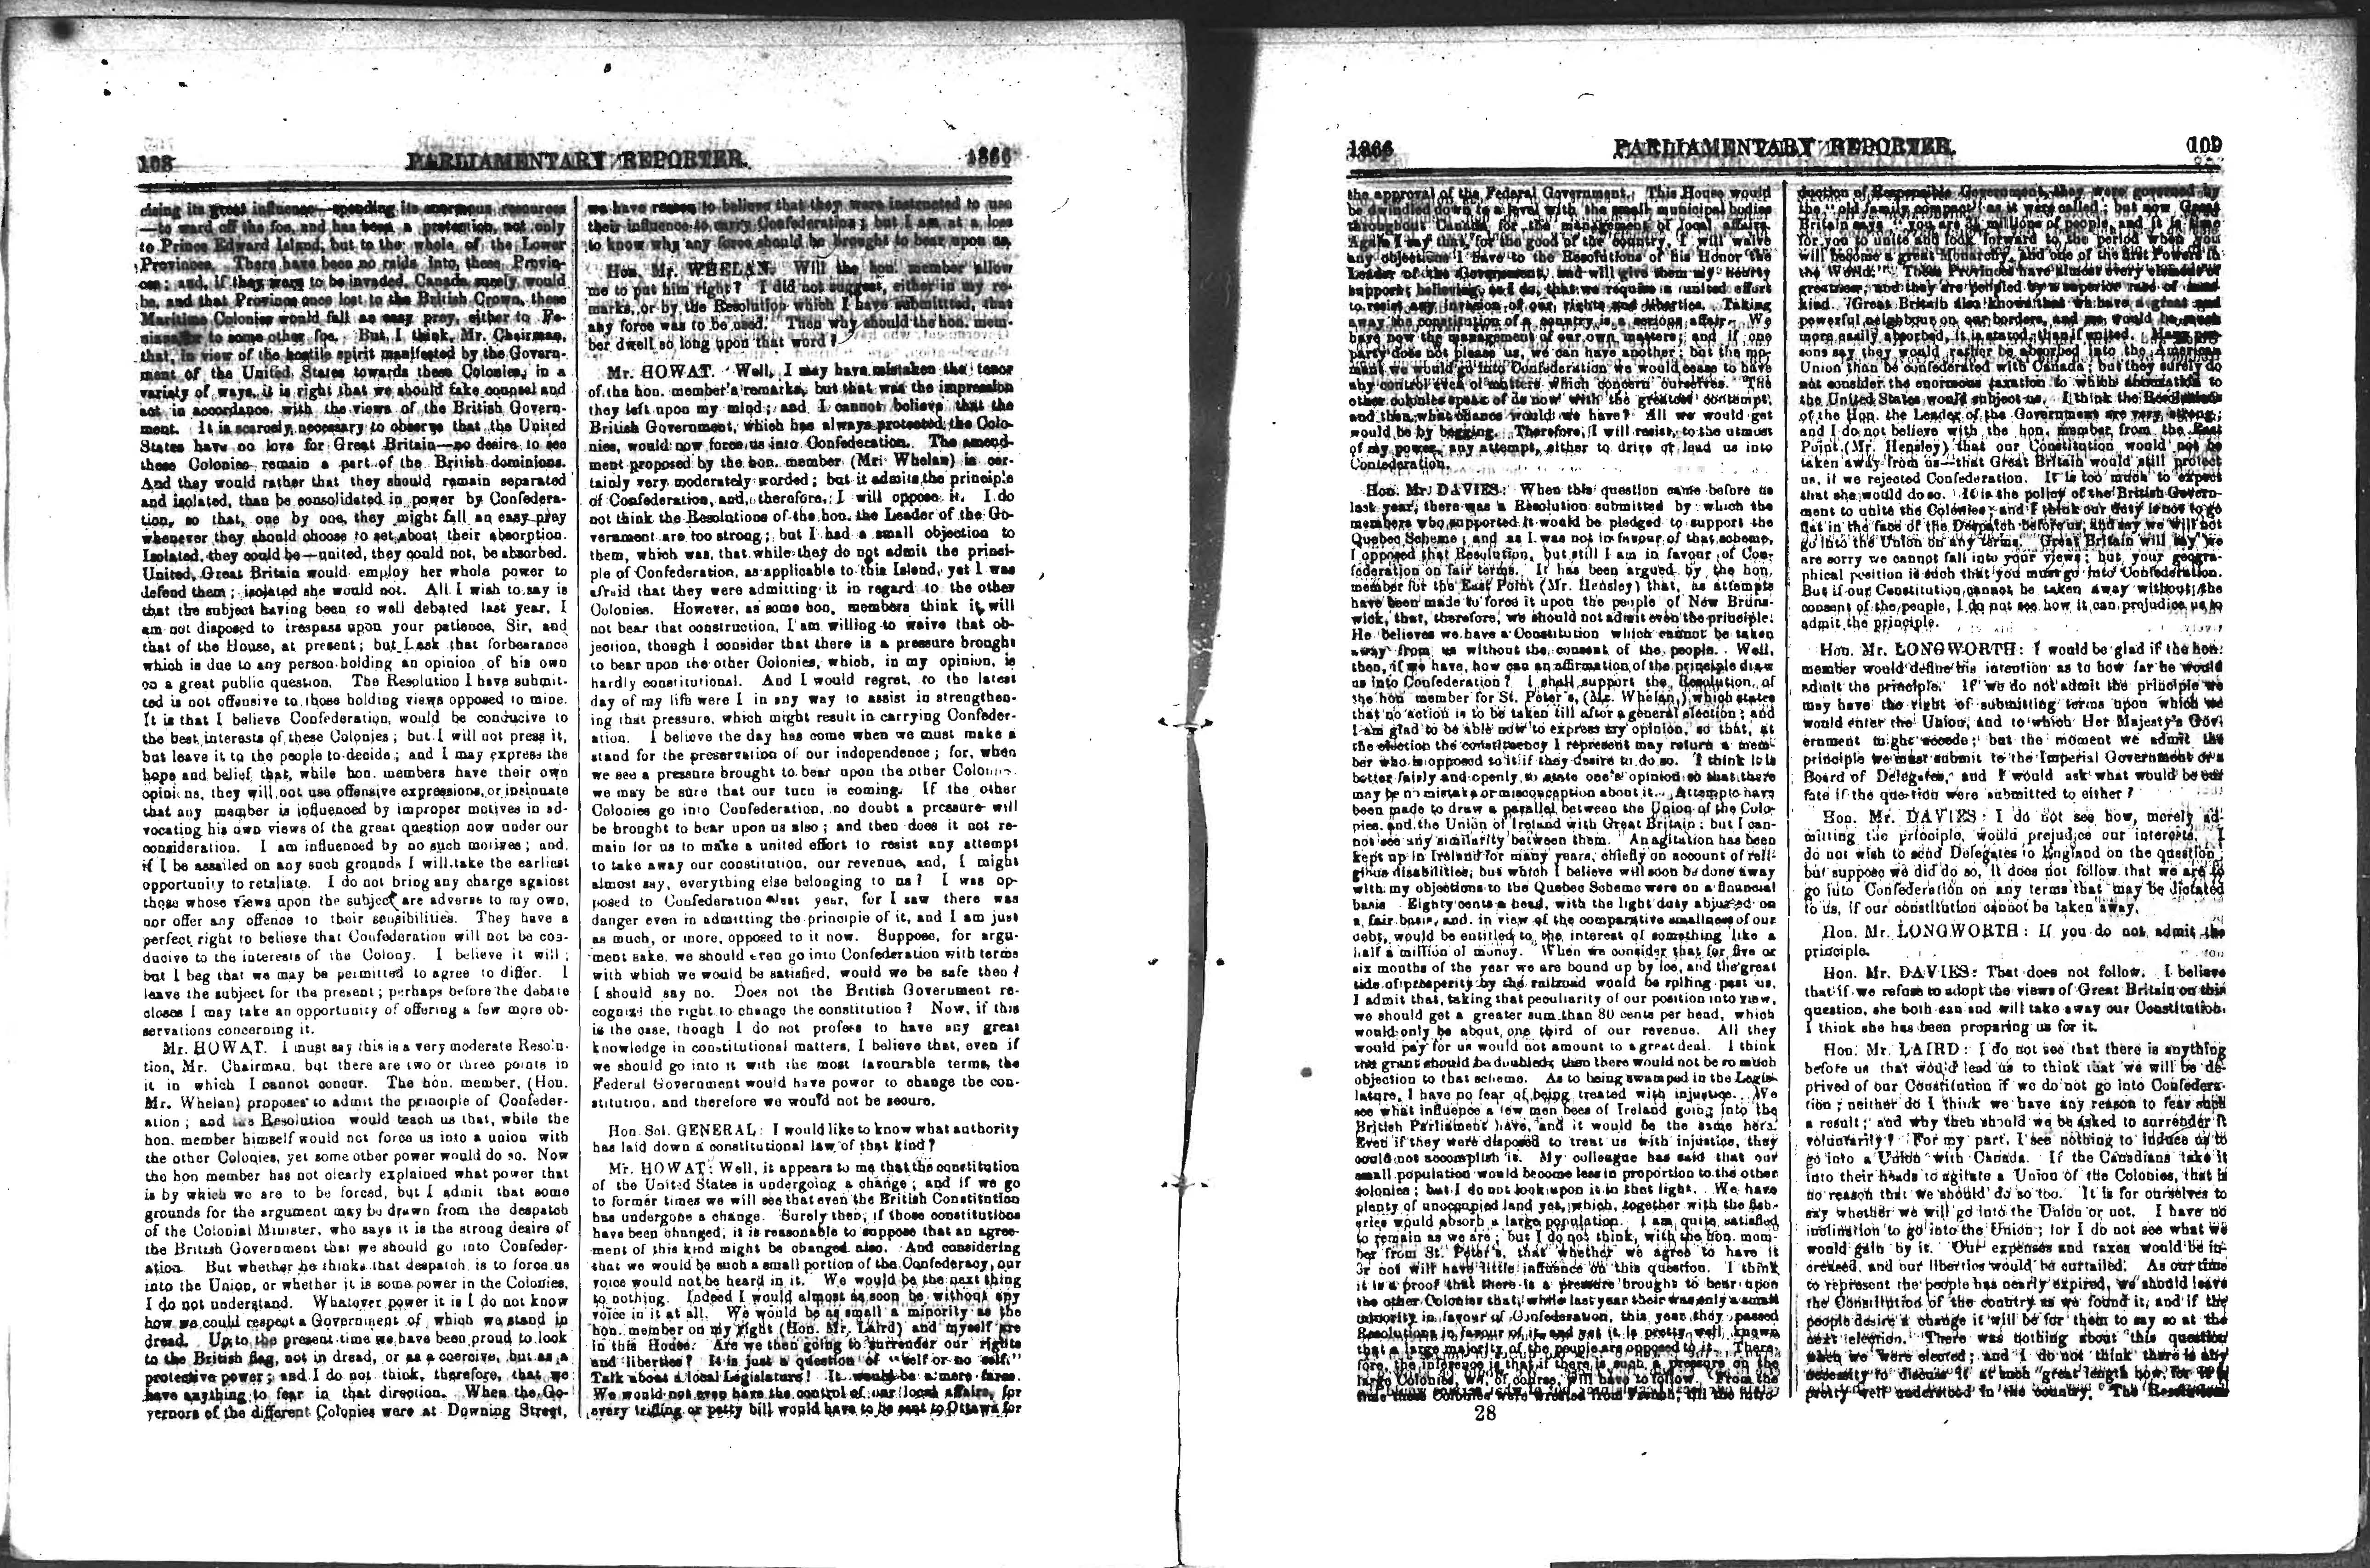 108 PARLIAMENTARY REPORTER. 1866
cising its great influence—spending its enormous resources
—to ward off the foe, and has been a protection, not only
to Prince Edward Island, but to the whole of the Lower
Provinces. There have been no raids into these Provin-
ces; and, if they were to be invaded, Canada surely would
be, and that Province once lost to the British Crown, these
Maritime Colonies would fall an easy prey, either to Fe-
nians or to some other foe. But, I think, Mr. Chairman,
that, in view of the hostile spirit manifested by the Govern-
ment of the United States towards these Colonies, in a
variety of ways, it is right that we should take counsel and
act in accordance with the views of the British Govern-
ment. It is scarcely necessary to observe that the United
States have no love for Great Britain—no desire to see
these Colonies remain a part of the British dominions.
And they would rather that they should remain separated
and isolated, than be consolidated in power by Confedera-
tion, so that, one by one, they might fall an easy prey
whenever they should choose to set about their absorption.
Isolated, they could be—united, they could not, be absorbed.
United, Great Britain would employ her whole power to
defend them; isolated she would not. All I wish to say is
that the subject having been so well debated last year, I
am not disposed to trespass upon your patience, Sir, and
that of the House, at present; but I ask that forbearance
which is due to any person holding an opinion of his own
on a great public question. The Resolution I have submit-
ted is not offensive to those holding views opposed to mine.
It is that I believe Confederation, would be conducive to
the best interests of these Colonies; but I will not press it,
but leave it to the people to decide; and I may express the
hope and belief that, while hon. members have their own
opinions, they will not use offensive expressions, or insinuate
that any member is influenced by improper motives in ad-
vocating his own views of the great question now under our
consideration. I am influenced by no such motives; and,
if I be assailed on any such grounds I will take the earliest
opportunity to retaliate. I do not bring any charge against
those whose views upon the subject are adverse to my own,
nor offer any offence to their sensibilities. They have a
perfect right to believe that Confederation will not be con-
ducive to the interests of the Colony. I believe it will;
but I beg that we may be permitted to agree to differ. I
leave the subject for the present; perhaps before the debate
closes I may take an opportunity of offering a few more ob-
servations concerning it.
Mr. HOWAT. I must say this is a very moderate Resolu-
tion, Mr. Chairman, but there are two or three points in
it in which I cannot concur. The hon. member, (Hon.
Mr. Whelan) proposes to admit the principle of Confeder-
ation; and the Resolution would teach us that, while the
hon. member himself would not force us into a union with
the other Colonies, yet some other power would do so. Now
the hon member has not clearly explained what power that
is by which we are to be forced, but I admit that some
grounds for the argument may be drawn from the despatch
of the Colonial Minister, who says it is the strong desire of
the British Government that we should go into Confeder-
ation But whether he thinks that despatch is to force us
into the Union, or whether it is some power in the Colonies,
I do not understand. Whatever power it is I do not know
how we could respect a Government of which we stand in
dread. Up to the present time we have been proud to look
to the British flag, not in dread, or as a coercive, but as a
protective power; and I do not think, therefore, that we
have anything to fear in that direction. When the Go-
vernors of the different Colonies were at Downing Street,
we have reason to believe that they were instructed to use
their influence to carry Confederation; but I am at a loss
to know why any force should be brought to bear upon us.
Hon. Mr. WHELAN. Will the hon. member allow
me to put him right? I did not suggest, either in my re-
marks, or by the Resolution which I have submittted, that
any force was to be used. Then why should the hon. mem-
ber dwell so long upon that word?
Mr. HOWAT. Well, I may have mistaken the tenor
of the hon. member's remarks, but that was the impression
they left upon my mind; and I cannot believe that the
British Government, which has always protected the Colo-
nies, would now force us into Confederation. The amend-
ment proposed by the hon. member (Mr. Whelan) is cer-
tainly very moderately worded; but it admits the principle
of Confederation, and, therefore, I will oppose it. I do
not think the Resolutions of the hon. the Leader of the Go-
vernment are too strong; but I had a small objection to
them, which was, that while they do not admit the princi-
ple of Confederation, as applicable to this Island, yet I was
afraid that they were admitting it in regard to the other
Colonies. However, as some hon. members think it will
not bear that construction, I am willing to waive that ob-
jection, though I consider that there is a pressure brought
to bear upon the other Colonies, which, in my opinion, is
hardly constitutional. And I would regret, to the latest
day of my life were I in any way to assist in strengthen-
ing that pressure, which might result in carrying Confeder-
ation. I believe the day has come when we must make a
stand for the preservation of our independence; for, when
we see a pressure brought to bear upon the other Colonies
we may be sure that our turn is coming. If the other
Colonies go into Confederation, no doubt a pressure will
be brought to bear upon us also; and then does it not re-
main for us to make a united effort to resist any attempt
to take away our constitution, our revenue, and, I might
almost say, everything else belonging to us? I was op-
posed to Confederation last year, for I saw there was
danger even in admitting the principle of it, and I am just
as much, or more, opposed to it now. Suppose, for argu-
ment sake, we should even go into Confederation with terms
with which we would be satisfied, would we be safe then?
I should say no. Does not the British Government re-
cognize the right to change the constitution? Now, if this
is the case, though I do not profess to have any great
knowledge in constitutional matters, I believe that, even if
we should go into it with the most favourable terms, the
Federal Government would have power to change the con-
stitution, and therefore we would not be secure.
Hon. Sol. GENERAL: I would like to know what authority
has laid down a constitutional law of that kind?
Mr. HOWAT: Well, it appears to me that the constitution
of the United States is undergoing a change; and if we go
to former times we will see that even the British Constitution
has undergone a change. Surely then, if those constitutions
have been changed, it is reasonable to suppose that an agree-
ment of this kind might be changed also. And considering
that we would be such a small portion of the Confederacy, our
voice would not be heard in it. We would be the next thing
to nothing. Indeed I would almost as soon be without any
voice in it at all. We would be as small a minority as the
hon. member on my right (Hon. Mr. Laird) and myself are
in this House. Are we then going to surrender our rights
and liberties? It is just a question of "self or no self."
Talk about a local Legislature! It would be a mere farce.
We would not even have the control of our local affairs, for
every trifling or petty bill would have to be sent to Ottawa for
1866 PARLIAMENTARY REPORTER. 109
the approval of the Federal Government. This House would
be dwindled down to a level with the small municipal bodies
throughout Canada for the management of local affairs.
Again I say that, for the good of the country, I will waive
any objections I have to the Resolutions of his Honor the
Leader of the Government, and will give them my hearty
support; believing, as I do, that we require a united effort
to resist any invasion of our rights and liberties. Taking
away the constitution of a country is a serious affair. We
have now the management of our own matters; and if one
party does not please us, we can have another; but the mo-
ment we would go into Confederation we would cease to have
any control even of matters which concern ourselves. The
other colonies speak of us now with the greatest contempt,
and then what chance would we have? All we would get
would be by begging. Therefore, I will resist, to the utmost
of my power, any attempt, either to drive or lead us into
Confederation.
Hon. Mr. DAVIES: When this question came before us
last year, there was a Resolution submitted by which the
members who supported it would be pledged to support the
Quebec Scheme; and as I was not in favour of that scheme,
I opposed that Resolution, but still I am in favour of Con-
federation on fair terms. It has been argued by the hon.
member for the East Point (Mr. Hensley) that, as attempts
have been made to force it upon the people of New Bruns-
wick, that, therefore, we should not admit even the principle.
He believes we have a Constitution which cannot be taken
away from us without the consent of the people. Well,
then, if we have, how can an affirmation of the principle draw
us into Confederation? I shall support the Resolution of
the hon member for St. Peter's, (Mr. Whelan,) which states
that no action is to be taken till after a general election; and
I am glad to be able now to express my opinion, so that, at
the election the constituency I represent may return a mem-
ber who is opposed to it if they desire to do so. I think it is
better fairly and openly, to state one's opinion so that there
may be no mistake or misconception about it. Attempts have
been made to draw a parallel between the Union of the Colo-
nies, and the Union of Ireland with Great Britain; but I can-
not see any similarity between them. An agitation has been
kept up in Ireland for many years, chiefly on account of reli-
gious disabilities, but which I believe will soon be done away
with. my objections to the Quebec Scheme were on a financial
basis Eighty cents a head, with the light duty abjuged on
a fair basis, and, in view of the comparative smallness of our
debt, would be entitled to the interest of something like a
half a million of money. When we consider that for five or
six months of the year we are bound up by ice, and the great
tide of prosperity by the railroad would be rolling past us,
I admit that, taking that peculiarity of our position into view,
we should get a greater sum than 80 cents per head, which
would only be about one third of our revenue. All they
would pay for us would not amount to a great deal. I think
the grant should be doubled; then there would not be so much
objection to that scheme. As to being swamped in the Legis-
lature, I have no fear of being treated with injustice. We
see what influence a few men bees of Ireland going into the
British Parliament have, and it would be the same here.
Even if they were disposed to treat us with injustice, they
could not accomplish it. My colleague has said that our
small population would become less in proportion to the other
colonies; but I do not look upon it in that light. We have
plenty of unoccupied land yet, which, together with the fish-
eries would absorb a large population. I am quite satisfied
to remain as we are; but I do not think, with the hon. mem-
ber from St. Peter's, that whether we agree to have it
or not will have little influence on this question. I think
it is a proof that there is a pressure brought to bear upon
the other Colonies that, while last year their was only a small
minority in favour of Confederation, this year they passed
Resolutions in favour of it, and yet it is pretty well known
that a large majority of the people are opposed to it. There-
fore, the inference is that if there is such a pressure on the
large Colonies, we, of course, will have to follow. From the
time these Colonies were wrested from French, till the intro-
28
duction of Responsible Government, they were governed by
the "old family compact" as it were called; but now Great
Britain says "you are millions of people, and it is time
for you to unite and look forward to the period when you
will become a great Monarchy, and one of the first Powers in
the World." These Provinces have almost every element of
greatness, and they are peopled by a superior race of man-
kind. Great Britain also knows that we have a great and
powerful neighbour on our borders, and we would be much
more easily absorbed, it is stated, than if united. Many per-
sons say they would rather be absorbed into the American
Union than be confederated with Canada; but they surely do
not consider the enormous taxation to which annexation to
the United States would subject us. I think the Resolutions
of the Hon. the Leader of the Government are very strong;
and I do not believe with the hon. member from the East
Point (Mr. Hensley) that our Constitution would not be
taken away from us—that Great Britain would still protect
us, if we rejected Confederation. It is too much to expect
that she would do so. It is the policy of the British Govern-
ment to unite the Colonies, and I think our duty is not to go
flat in the face of the Despatch before us, and say we will not
go into the Union on any terms. Great Britain will say we
are sorry we cannot fall into your views; but, your geogra-
phical position is such that you must go into Confederation.
But if our Constitution cannot be taken away without the
consent of the people, I do not see how it can prejudice us to
admit the principle.
Hon. Mr. LONGWORTH: I would be glad if the hon.
member would define his intention as to how far he would
admit the principle. If we do not admit the principle we
may have the right of submitting terms upon which we
would enter the Union, and to which Her Majesty's Gov-
ernment might accede; but the moment we admit the
principle we must submit to the Imperial Government or a
Board of Delegates, and I would ask what would be our
fate if the question were submitted to either?
Hon. Mr. DAVIES: I do not see how, merely ad-
mitting the principle, would prejudice our interests. I
do not wish to send Delegates to England on the question;
but suppose we did do so, it does not follow that we are to
go into Confederation on any terms that may be dictated
to us, if our constitution cannot be taken away.
Hon. Mr. LONGWORTH: If you do not admit the
principle.
Hon. Mr. DAVIES: That does not follow. I believe
that if we refuse to adopt the views of Great Britain on this
question, she both can and will take away our Constitution.
I think she has been preparing us for it.
Hon. Mr. LAIRD: I do not see that there is anything
before us that would lead us to think that we will be de-
prived of our Constitution if we do not go into Confedera-
tion; neither do I think we have any reason to fear such
a result; and why then should we be asked to surrender it
voluntarily? For my part, I see nothing to induce us to
go into a Union with Canada. If the Canadians take it
into their heads to agitate a Union of the Colonies, that is
no reason that we should do so too. It is for ourselves to
say whether we will go into the Union or not. I have no
inclination to go into the Union; for I do not see what we
would gain by it. Our expenses and taxes would be in-
creased, and our liberties would be curtailed. As our time
to represent the people has nearly expired, we should leave
the Constitution of the country as we found it, and if the
people desire a change it will be for them to say so at the
next election. There was nothing about this question
when we were elected; and I do not think there is any
necessity to discuss it at such great length now, for
pretty well understood in the country. The Resolutions